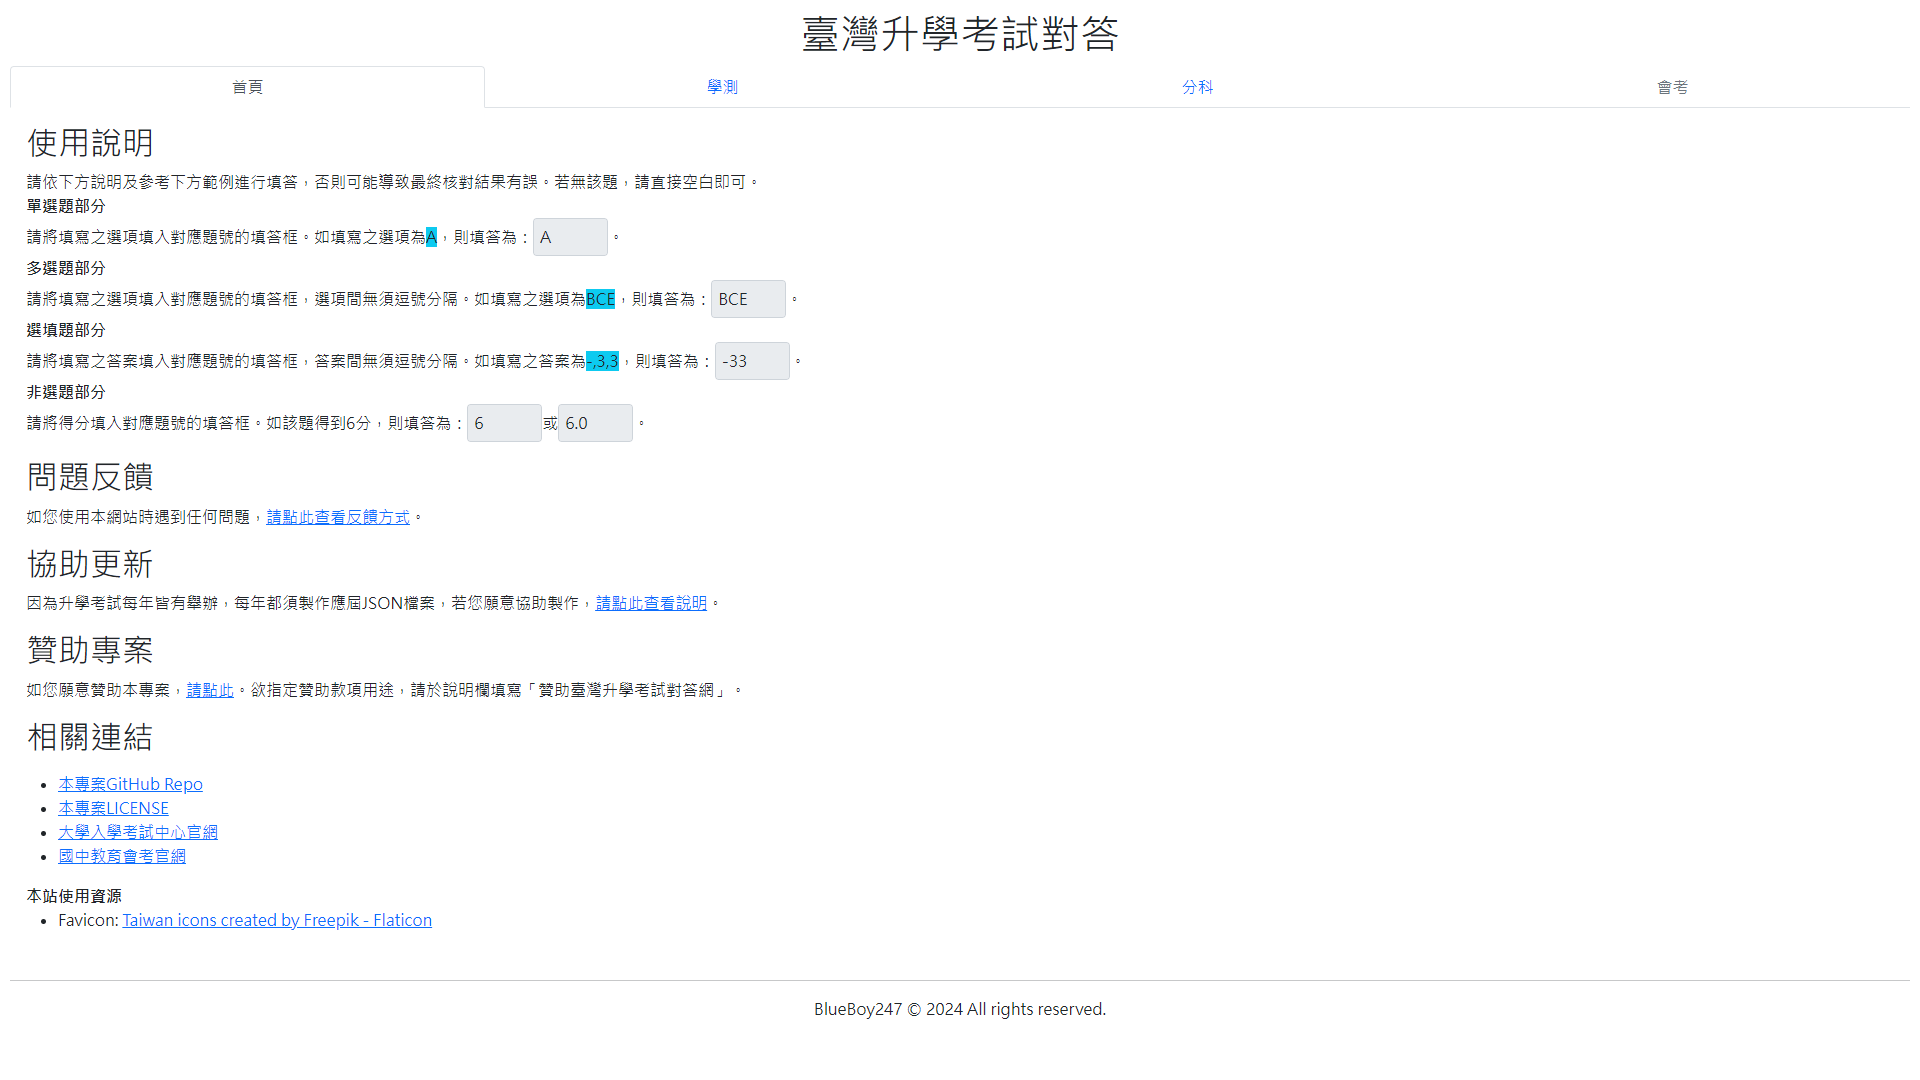 臺灣升學考試對答
首頁
學測
分科
會考
使用說明
請依下方說明及參考下方範例進行填答，否則可能導致最終核對結果有誤。若無該題，請直接空白即可。
單選題部分
請將填寫之選項填入對應題號的填答框。如填寫之選項為A，則填答為：A。
多選題部分
請將填寫之選項填入對應題號的填答框，選項間無須逗號分隔。如填寫之選項為BCE，則填答為：BCE。
選填題部分
請將填寫之答案填入對應題號的填答框，答案間無須逗號分隔。如填寫之答案為-,3,3，則填答為：-33。
非選題部分
請將得分填入對應題號的填答框。如該題得到6分，則填答為：6或6.0。
問題反饋
如您使用本網站時遇到任何問題，請點此查看反饋方式。
協助更新
因為升學考試每年皆有舉辦，每年都須製作應屆JSON檔案，若您願意協助製作，請點此查看說明。
贊助專案
如您願意贊助本專案，請點此。欲指定贊助款項用途，請於說明欄填寫「贊助臺灣升學考試對答網」。
相關連結
本專案GitHub Repo
本專案LICENSE
大學入學考試中心官網
國中教育會考官網
本站使用資源
Favicon: Taiwan icons created by Freepik - Flaticon
BlueBoy247 © 2024 All rights reserved.